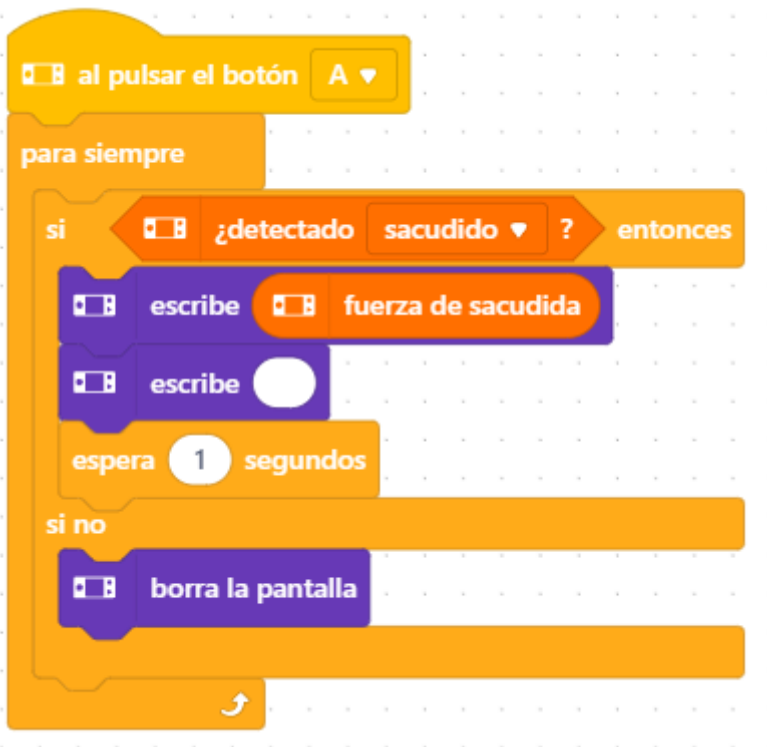 al pulsar el botón A
para siempre
si ¿detectado sacudido ? entonces
escribe fuerza de sacudida
escribe
espera 1 segundos
si no
borra la pantalla